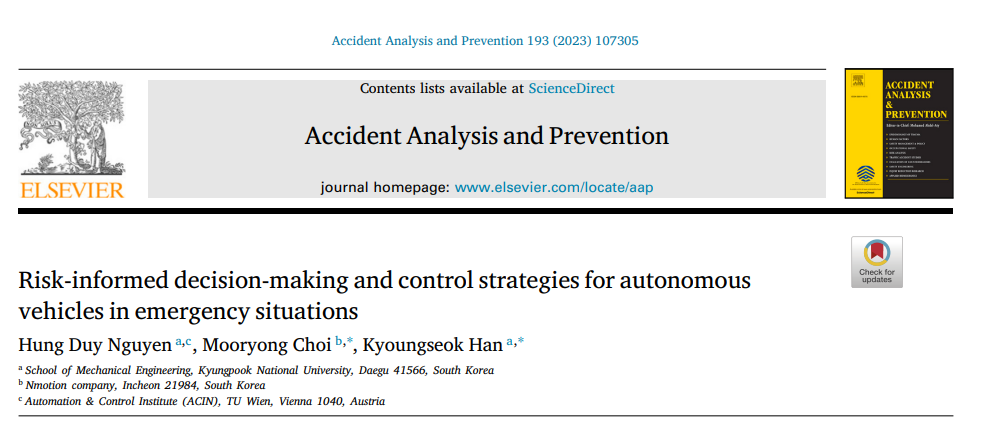 Accident Analysis and Prevention 193 (2023) 107305
ELSEVIER
Contents lists available at ScienceDirect
Accident Analysis and Prevention
journal homepage: www.elsevier.com/locate/aap
ACCIDENT
ANALYSIS
&
PREVENTION
Check for
updates
Risk-informed decision-making and control strategies for autonomous
vehicles in emergency situations
Hung Duy Nguyen a,c, Mooryong Choi b,*, Kyoungseok Han a,*
a School of Mechanical Engineering, Kyungpook National University, Daegu 41566, South Korea
b Nmotion company, Incheon 21984, South Korea
c Automation & Control Institute (ACIN), TU Wien, Vienna 1040, Austria